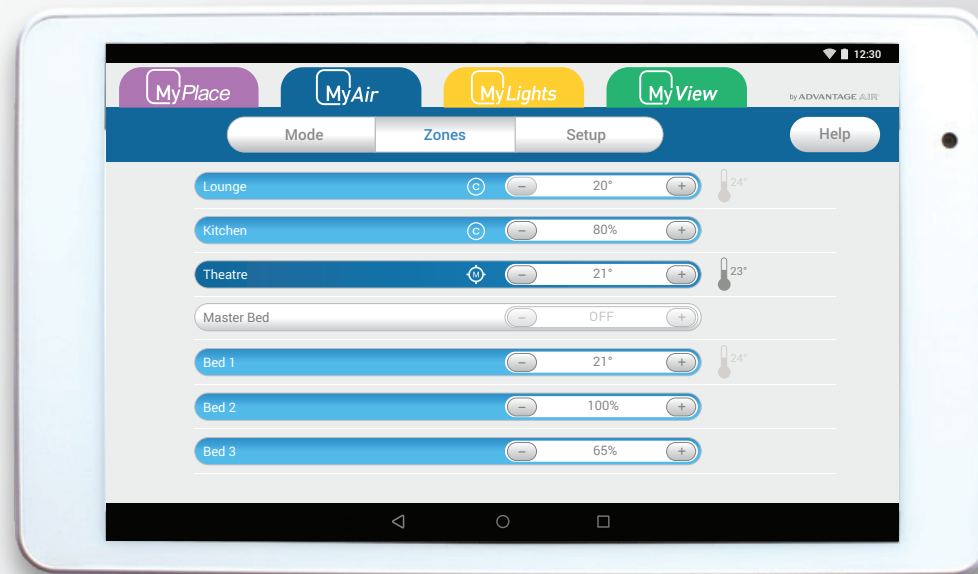 12:30
MyPlace
MyAir
MyLights
MyView
by ADVANTAGE AIR
Mode
Zones
Setup
Help
Lounge C − 20° + 24°
Kitchen C − 80% +
Theatre M − 21° + 23°
Master Bed − OFF +
Bed 1 − 21° + 24°
Bed 2 − 100% +
Bed 3 − 65% +